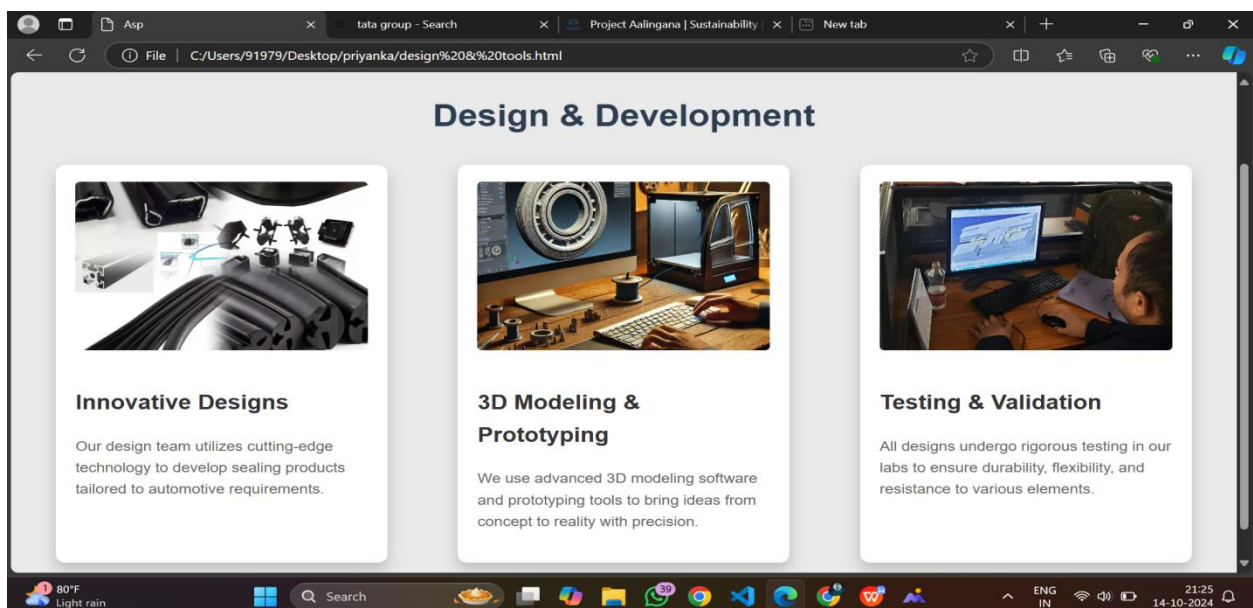 Asp
tata group - Search
Project Aalingana | Sustainability |
New tab
File | C:/Users/91979/Desktop/priyanka/design%20&%20tools.html
Design & Development
Innovative Designs
Our design team utilizes cutting-edge
technology to develop sealing products
tailored to automotive requirements.
3D Modeling &
Prototyping
We use advanced 3D modeling software
and prototyping tools to bring ideas from
concept to reality with precision.
Testing & Validation
All designs undergo rigorous testing in our
labs to ensure durability, flexibility, and
resistance to various elements.
1
80°F
Light rain
Search
39
ENG
IN
21:25
14-10-2024